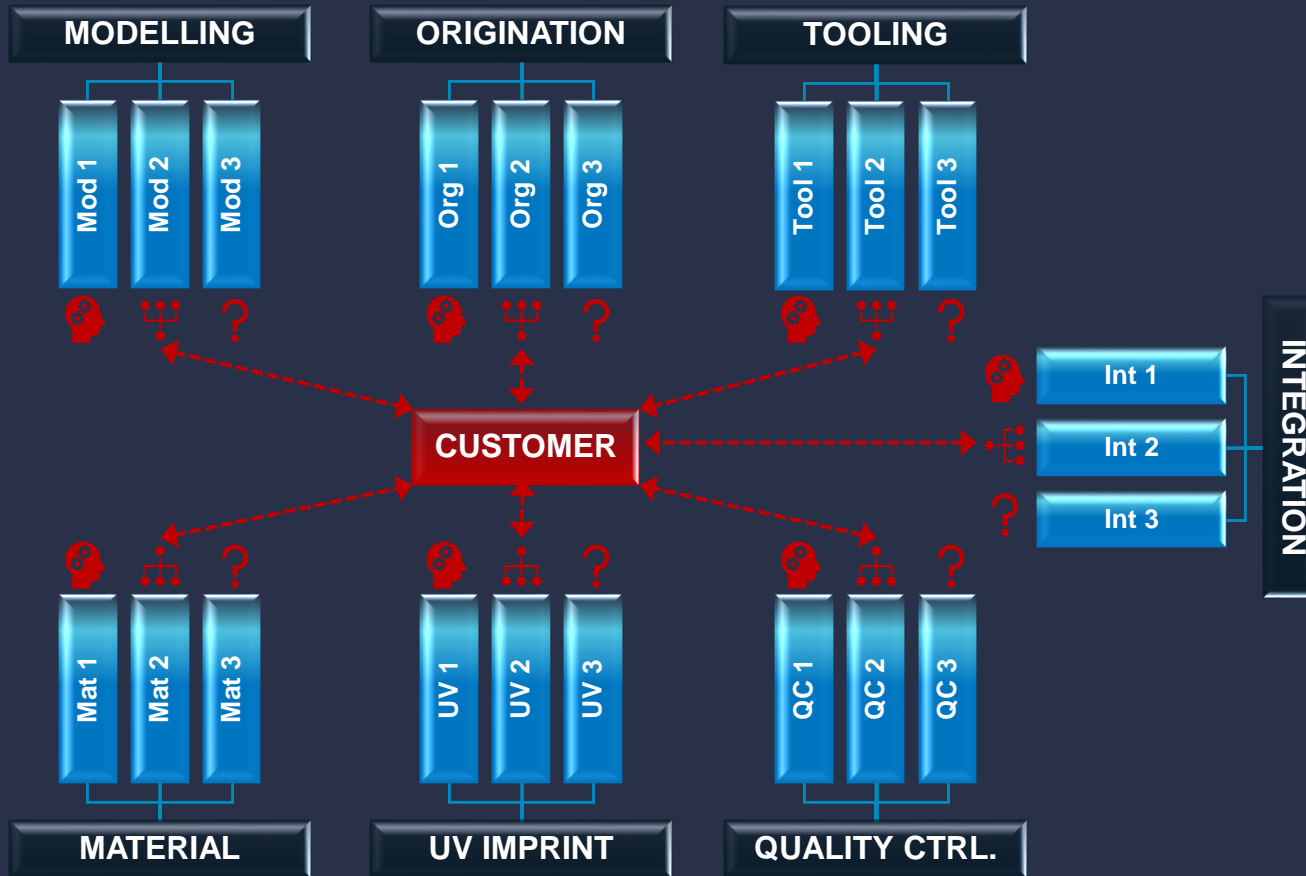 MODELLING
ORIGINATION
TOOLING
Mod 1
Mod 2
Mod 3
Org 1
Org 2
Org 3
Tool 1
Tool 2
Tool 3
?
?
?
CUSTOMER
Int 1
Int 2
Int 3
?
INTEGRATION
?
?
?
Mat 1
Mat 2
Mat 3
UV 1
UV 2
UV 3
QC 1
QC 2
QC 3
MATERIAL
UV IMPRINT
QUALITY CTRL.